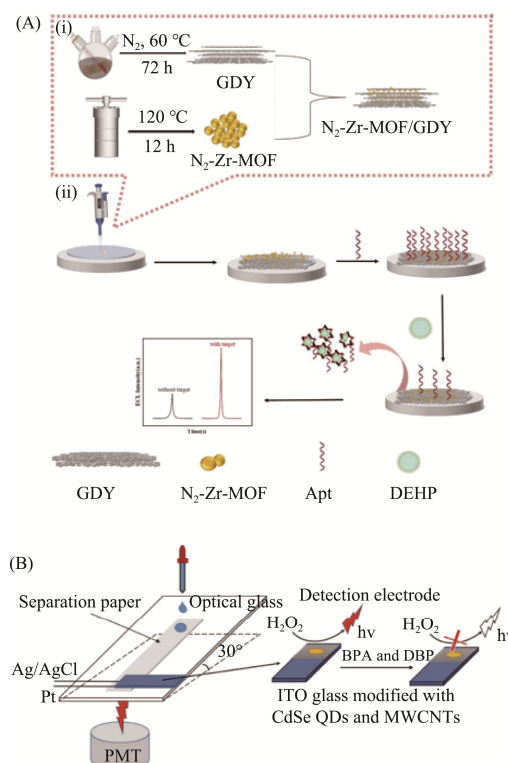 (A)
(i)
N₂, 60 ℃
72 h
GDY
120 ℃
12 h
N₂-Zr-MOF
N₂-Zr-MOF/GDY
(ii)
ECL Intensity(a.u.)
without target
with target
Time(s)
GDY
N₂-Zr-MOF
Apt
DEHP
(B)
Separation paper
Optical glass
Ag/AgCl
Pt
30°
PMT
Detection electrode
H₂O₂
hv
BPA and DBP
H₂O₂
hv
ITO glass modified with
CdSe QDs and MWCNTs